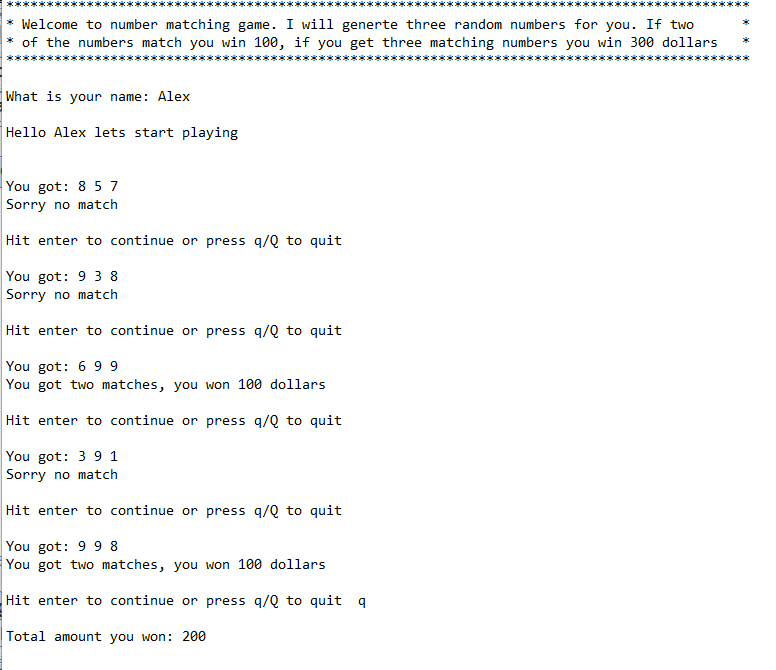 *********************************************************************************************
* Welcome to number matching game. I will generte three random numbers for you. If two      *
* of the numbers match you win 100, if you get three matching numbers you win 300 dollars   *
*********************************************************************************************
What is your name: Alex
Hello Alex lets start playing
You got: 8 5 7
Sorry no match
Hit enter to continue or press q/Q to quit
You got: 9 3 8
Sorry no match
Hit enter to continue or press q/Q to quit
You got: 6 9 9
You got two matches, you won 100 dollars
Hit enter to continue or press q/Q to quit
You got: 3 9 1
Sorry no match
Hit enter to continue or press q/Q to quit
You got: 9 9 8
You got two matches, you won 100 dollars
Hit enter to continue or press q/Q to quit  q
Total amount you won: 200